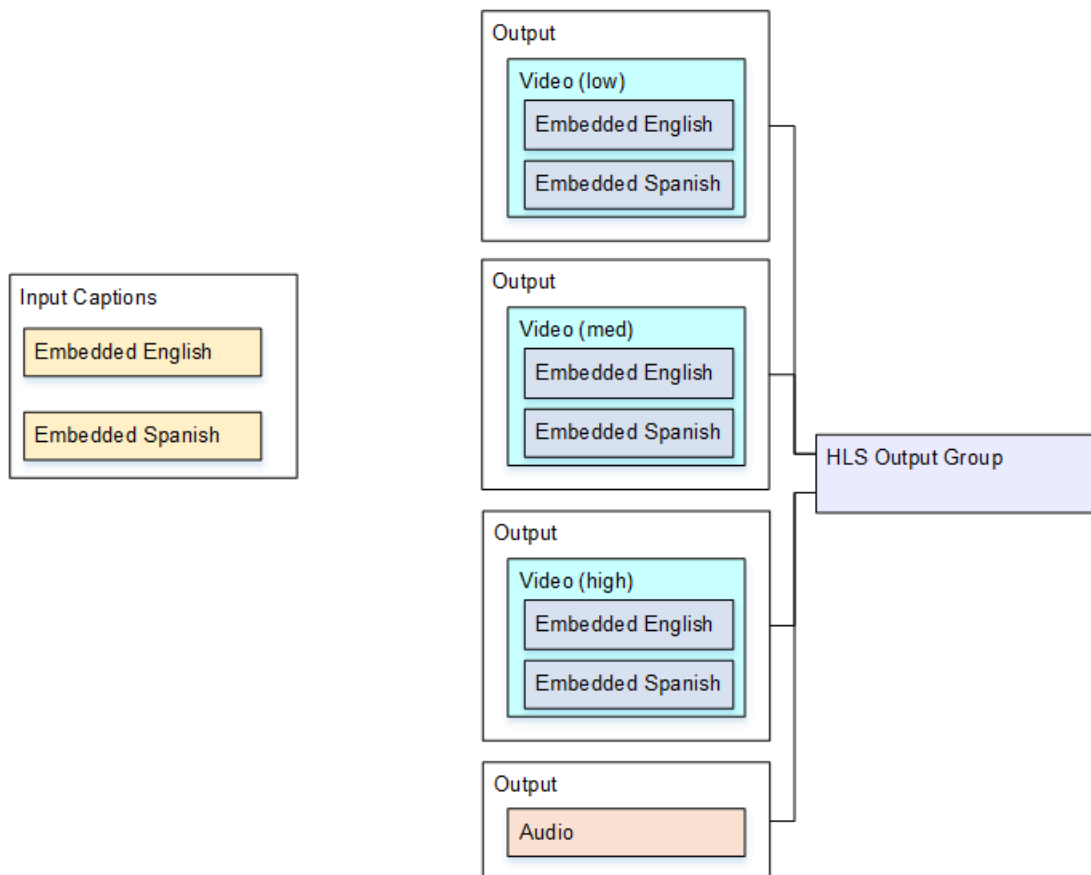 Input Captions
Embedded English
Embedded Spanish
Output
Video (low)
Embedded English
Embedded Spanish
Output
Video (med)
Embedded English
Embedded Spanish
Output
Video (high)
Embedded English
Embedded Spanish
Output
Audio
HLS Output Group